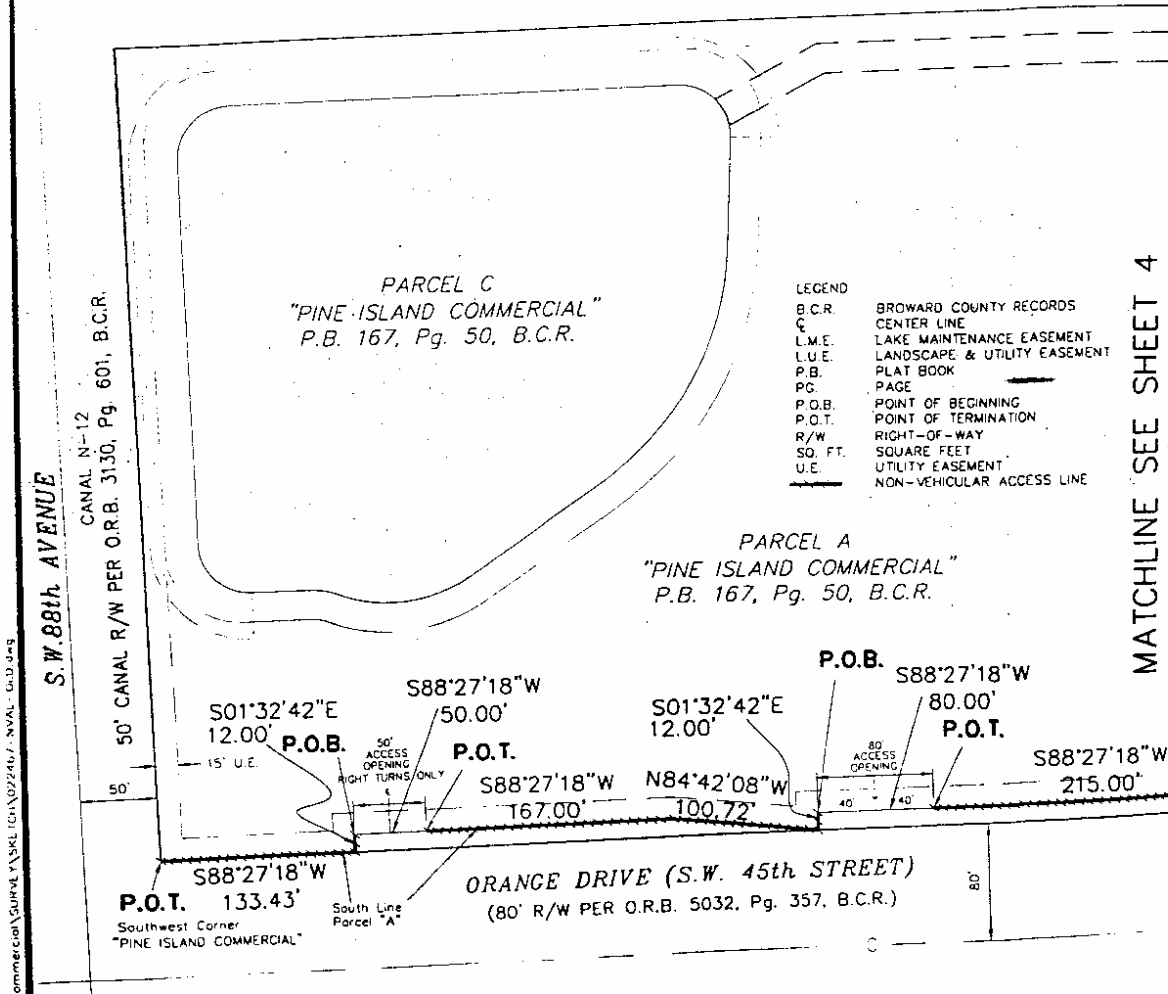 PARCEL C
"PINE ISLAND COMMERCIAL"
P.B. 167, Pg. 50, B.C.R.
LEGEND
B.C.R. BROWARD COUNTY RECORDS
℄ CENTER LINE
L.M.E. LAKE MAINTENANCE EASEMENT
L.U.E. LANDSCAPE & UTILITY EASEMENT
P.B. PLAT BOOK
PG. PAGE
P.O.B. POINT OF BEGINNING
P.O.T. POINT OF TERMINATION
R/W RIGHT-OF-WAY
SQ. FT. SQUARE FEET
U.E. UTILITY EASEMENT
NON-VEHICULAR ACCESS LINE
MATCHLINE SEE SHEET 4
S.W.88th AVENUE
CANAL N-12
50' CANAL R/W PER O.R.B. 3130, Pg. 601, B.C.R.
PARCEL A
"PINE ISLAND COMMERCIAL"
P.B. 167, Pg. 50, B.C.R.
S01°32'42"E
12.00'
P.O.B.
S88°27'18"W
50.00'
50'
ACCESS
OPENING
RIGHT TURNS ONLY
℄
P.O.T.
S88°27'18"W
167.00'
S01°32'42"E
12.00'
N84°42'08"W
100.72'
P.O.B.
S88°27'18"W
80.00'
80'
ACCESS
OPENING
40'
40'
P.O.T.
S88°27'18"W
215.00'
15' U.E.
50'
S88°27'18"W
133.43'
P.O.T.
Southwest Corner
"PINE ISLAND COMMERCIAL"
South Line
Parcel "A"
ORANGE DRIVE (S.W. 45th STREET)
(80' R/W PER O.R.B. 5032, Pg. 357, B.C.R.)
80'